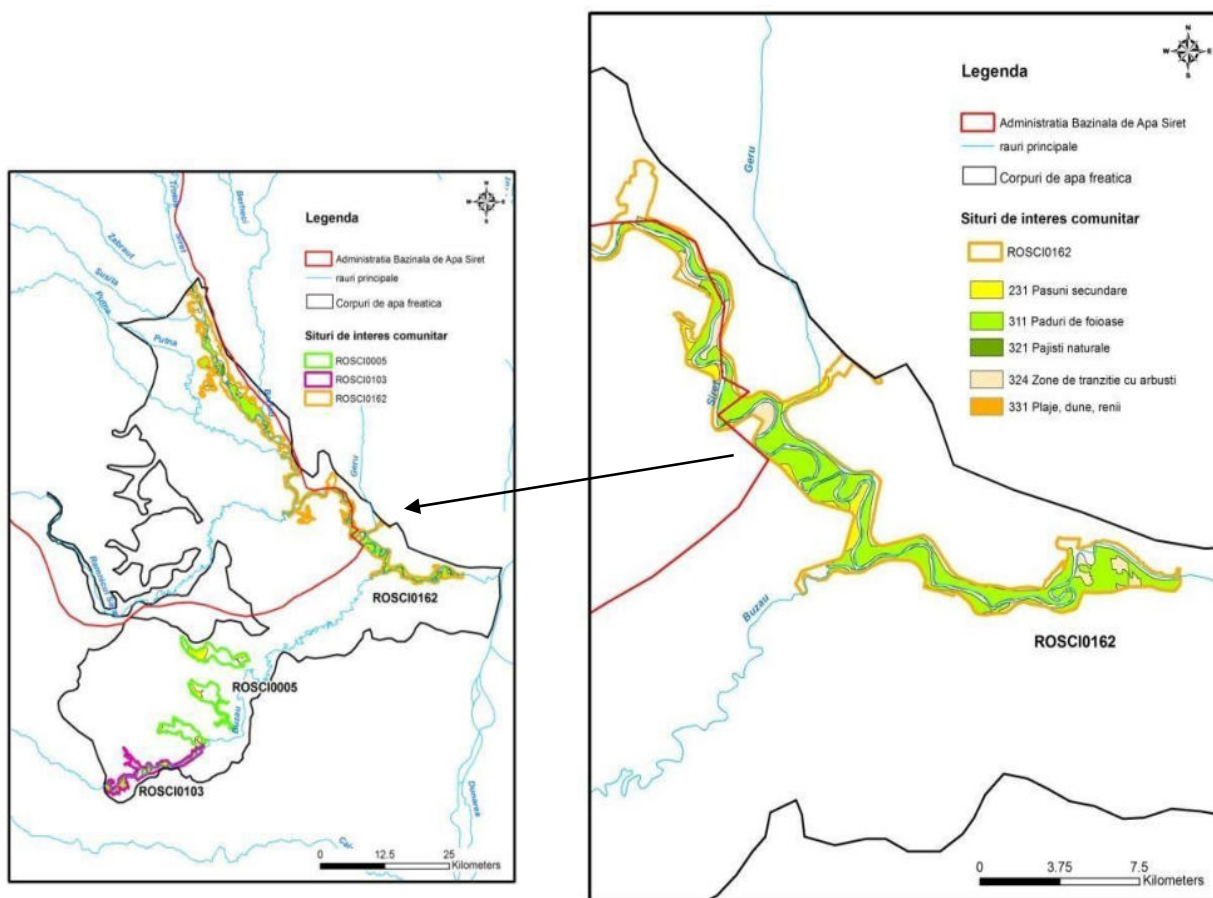 N
W E
S
Legenda
Administratia Bazinala de Apa Siret
rauri principale
Corpuri de apa freatica
Situri de interes comunitar
ROSCI0005
ROSCI0103
ROSCI0162
Trotus
Siret
Berheci
Zabraut
Susita
Putna
Putna
Geru
ROSCI0162
ROSCI0005
Buzau
ROSCI0103
Dunarea
0 12.5 25
Kilometers
N
W E
S
Legenda
Administratia Bazinala de Apa Siret
rauri principale
Corpuri de apa freatica
Situri de interes comunitar
ROSCI0162
231 Pasuni secundare
311 Paduri de foioase
321 Pajisti naturale
324 Zone de tranzitie cu arbusti
331 Plaje, dune, renii
Geru
Siret
Buzau
ROSCI0162
0 3.75 7.5
Kilometers